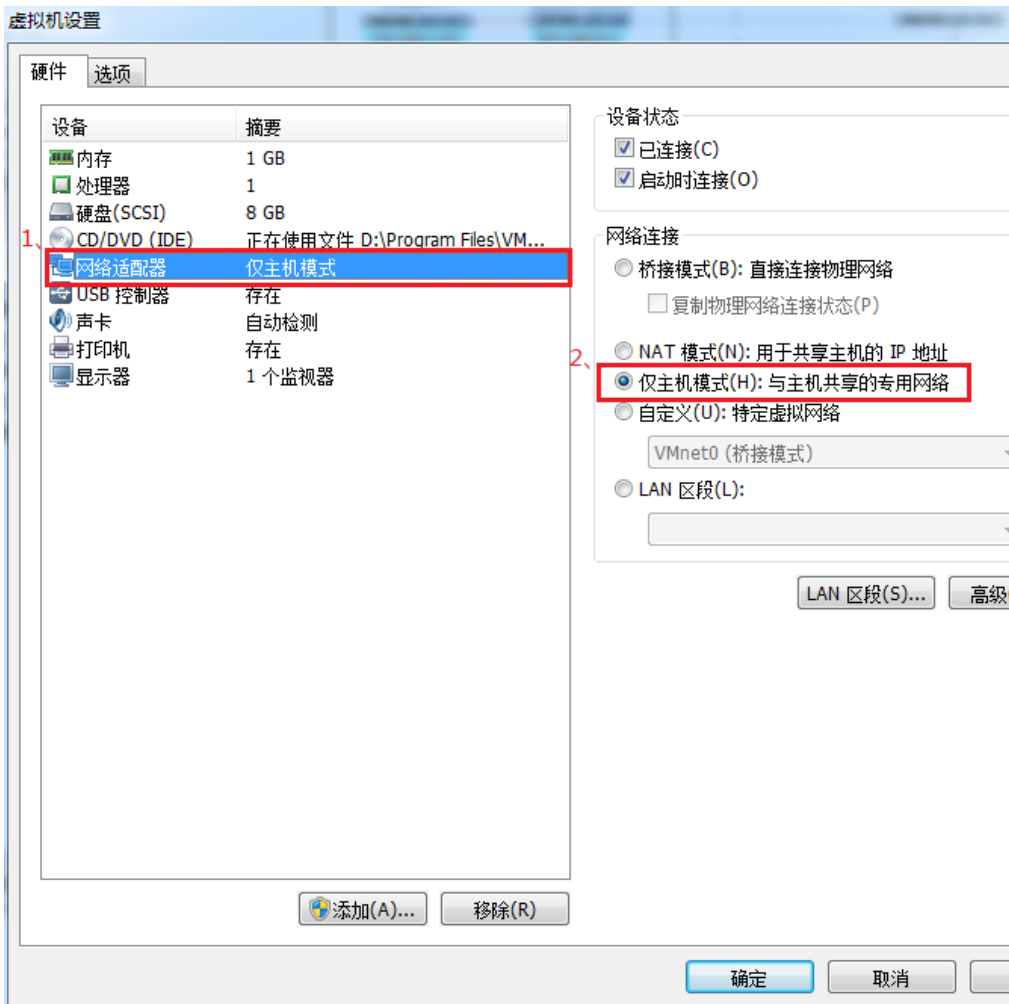 虚拟机设置
硬件 选项
设备 摘要
内存 1 GB
处理器 1
硬盘(SCSI) 8 GB
1、
CD/DVD (IDE) 正在使用文件 D:\Program Files\VM...
网络适配器 仅主机模式
USB 控制器 存在
声卡 自动检测
打印机 存在
显示器 1 个监视器
添加(A)... 移除(R)
设备状态
已连接(C)
启动时连接(O)
网络连接
桥接模式(B): 直接连接物理网络
复制物理网络连接状态(P)
NAT 模式(N): 用于共享主机的 IP 地址
2、
仅主机模式(H): 与主机共享的专用网络
自定义(U): 特定虚拟网络
VMnet0 (桥接模式)
LAN 区段(L):
LAN 区段(S)... 高级
确定 取消